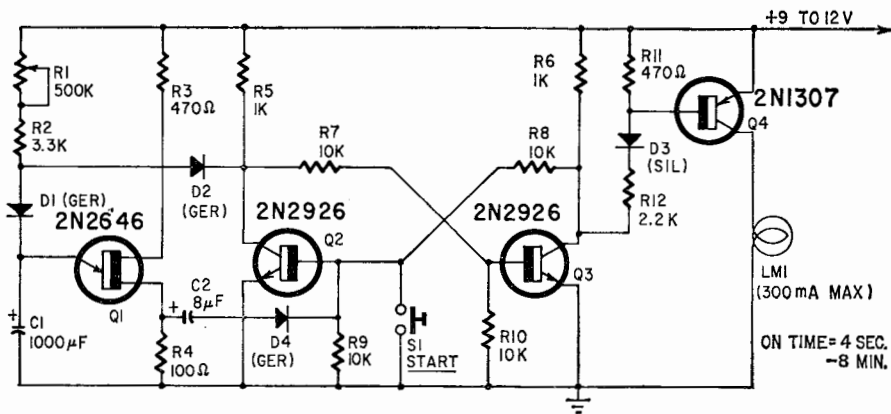 +9 TO 12V
R1
500K
R2
3.3K
R3
470Ω
R5
1K
R7
10K
R8
10K
R6
1K
R11
470Ω
2N1307
Q4
D3
(SIL)
R12
2.2K
D1 (GER)
D2
(GER)
2N2646
2N2926
Q2
2N2926
Q3
LM1
(300 mA MAX)
Q1
C1
1000µF
C2
8µF
+
+
D4
(GER)
R4
100Ω
R9
10K
S1
START
R10
10K
ON TIME = 4 SEC.
-8 MIN.